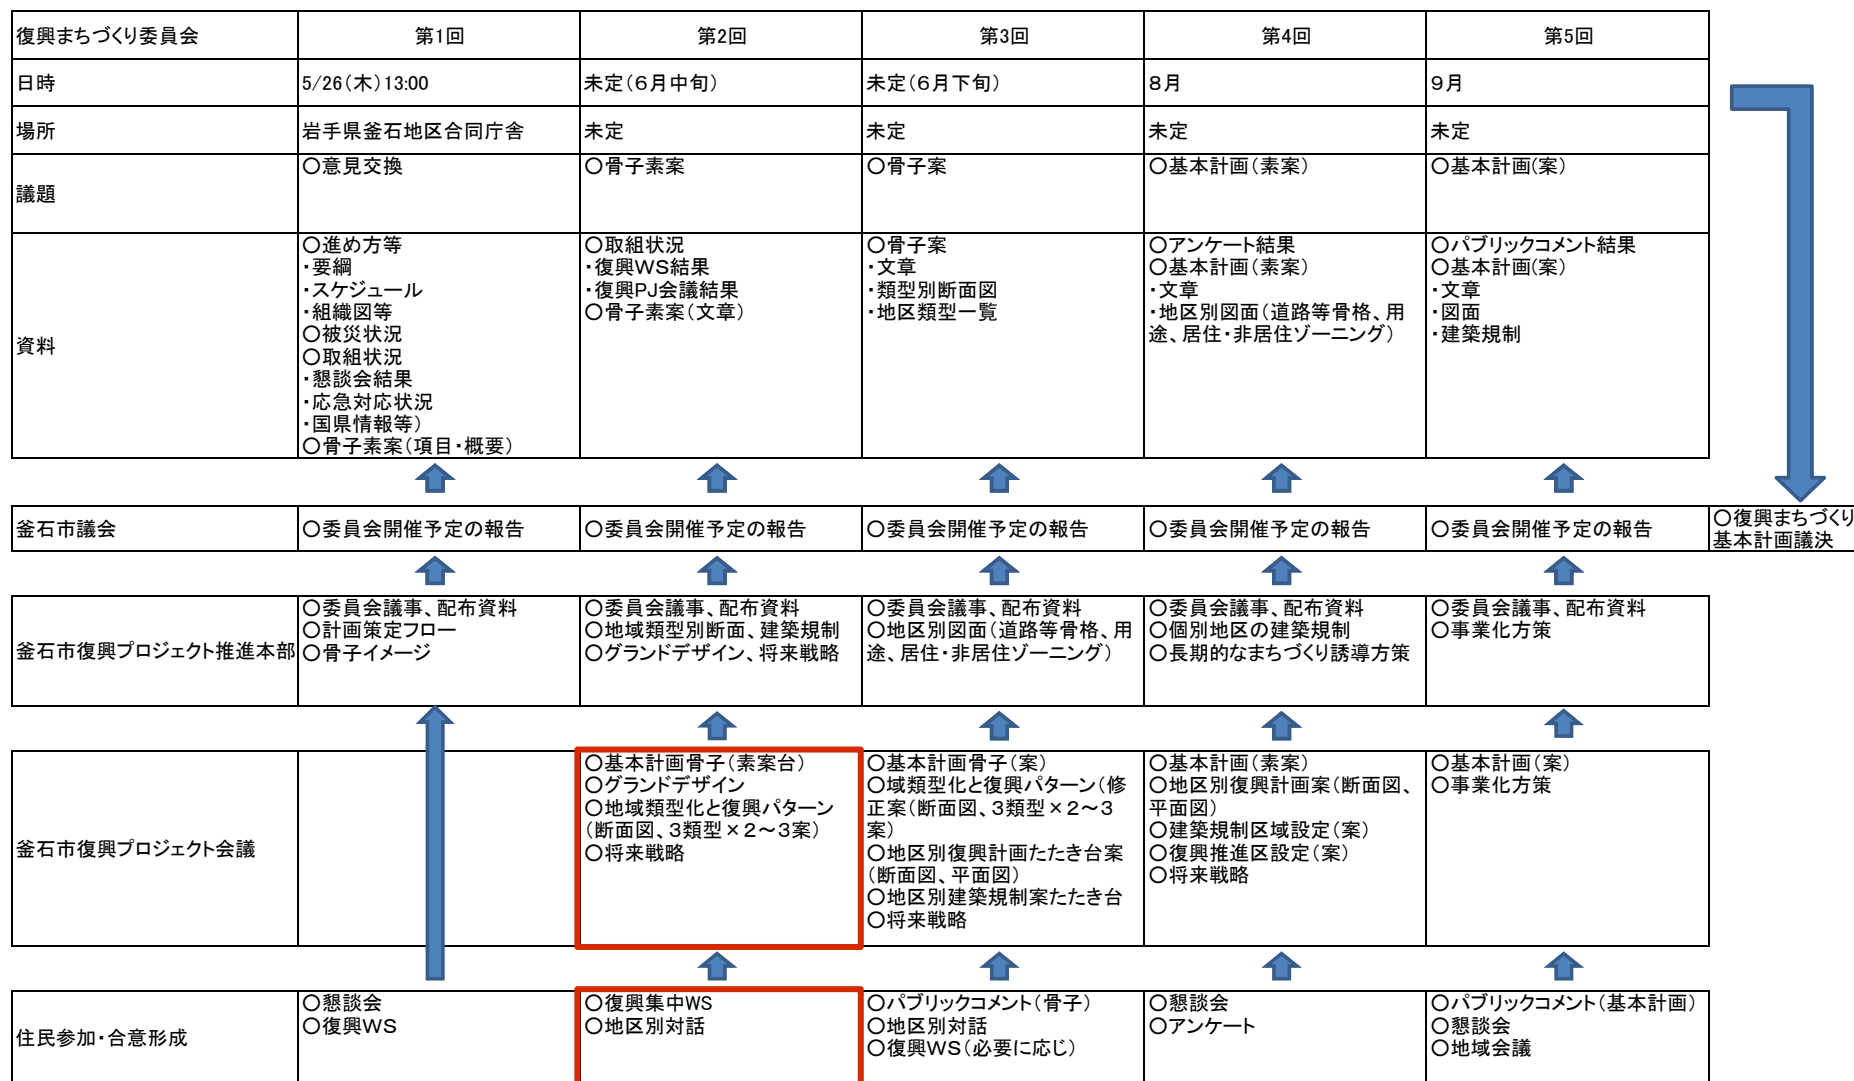 復興まちづくり委員会
第1回
第2回
第3回
第4回
第5回
日時
5/26(木)13:00
未定(6月中旬)
未定(6月下旬)
8月
9月
場所
岩手県釜石地区合同庁舎
未定
未定
未定
未定
議題
○意見交換
○骨子素案
○骨子案
○基本計画(素案)
○基本計画(案)
資料
○進め方等
・要綱
・スケジュール
・組織図等
○被災状況
○取組状況
・懇談会結果
・応急対応状況
・国県情報等)
○骨子素案(項目・概要)
○取組状況
・復興WS結果
・復興PJ会議結果
○骨子素案(文章)
○骨子案
・文章
・類型別断面図
・地区類型一覧
○アンケート結果
○基本計画(素案)
・文章
・地区別図面(道路等骨格、用
途、居住・非居住ゾーニング)
○パブリックコメント結果
○基本計画(案)
・文章
・図面
・建築規制
釜石市議会
○委員会開催予定の報告
○委員会開催予定の報告
○委員会開催予定の報告
○委員会開催予定の報告
○委員会開催予定の報告
○復興まちづくり
基本計画議決
釜石市復興プロジェクト推進本部
○委員会議事、配布資料
○計画策定フロー
○骨子イメージ
○委員会議事、配布資料
○地域類型別断面、建築規制
○グランドデザイン、将来戦略
○委員会議事、配布資料
○地区別図面(道路等骨格、用
途、居住・非居住ゾーニング)
○委員会議事、配布資料
○個別地区の建築規制
○長期的なまちづくり誘導方策
○委員会議事、配布資料
○事業化方策
釜石市復興プロジェクト会議
○基本計画骨子(素案台)
○グランドデザイン
○地域類型化と復興パターン
(断面図、3類型×2～3案)
○将来戦略
○基本計画骨子(案)
○域類型化と復興パターン(修
正案(断面図、3類型×2～3
案)
○地区別復興計画たたき台案
(断面図、平面図)
○地区別建築規制案たたき台
○将来戦略
○基本計画(素案)
○地区別復興計画案(断面図、
平面図)
○建築規制区域設定(案)
○復興推進区設定(案)
○将来戦略
○基本計画(案)
○事業化方策
住民参加・合意形成
○懇談会
○復興WS
○復興集中WS
○地区別対話
○パブリックコメント(骨子)
○地区別対話
○復興WS(必要に応じ)
○懇談会
○アンケート
○パブリックコメント(基本計画)
○懇談会
○地域会議